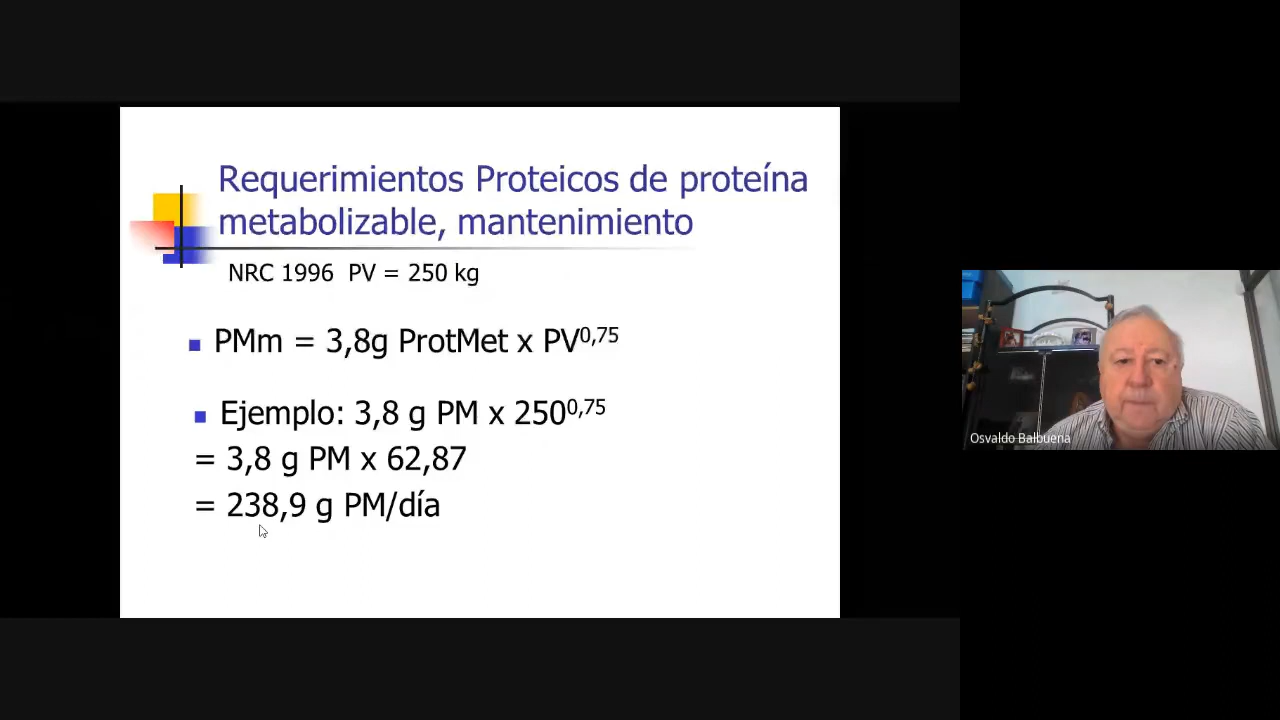 Requerimientos Proteicos de proteína
metabolizable, mantenimiento
NRC 1996 PV = 250 kg
PMm = 3,8g ProtMet x PV⁰,⁷⁵
Ejemplo: 3,8 g PM x 250⁰,⁷⁵
= 3,8 g PM x 62,87
= 238,9 g PM/día
Osvaldo Balbuena